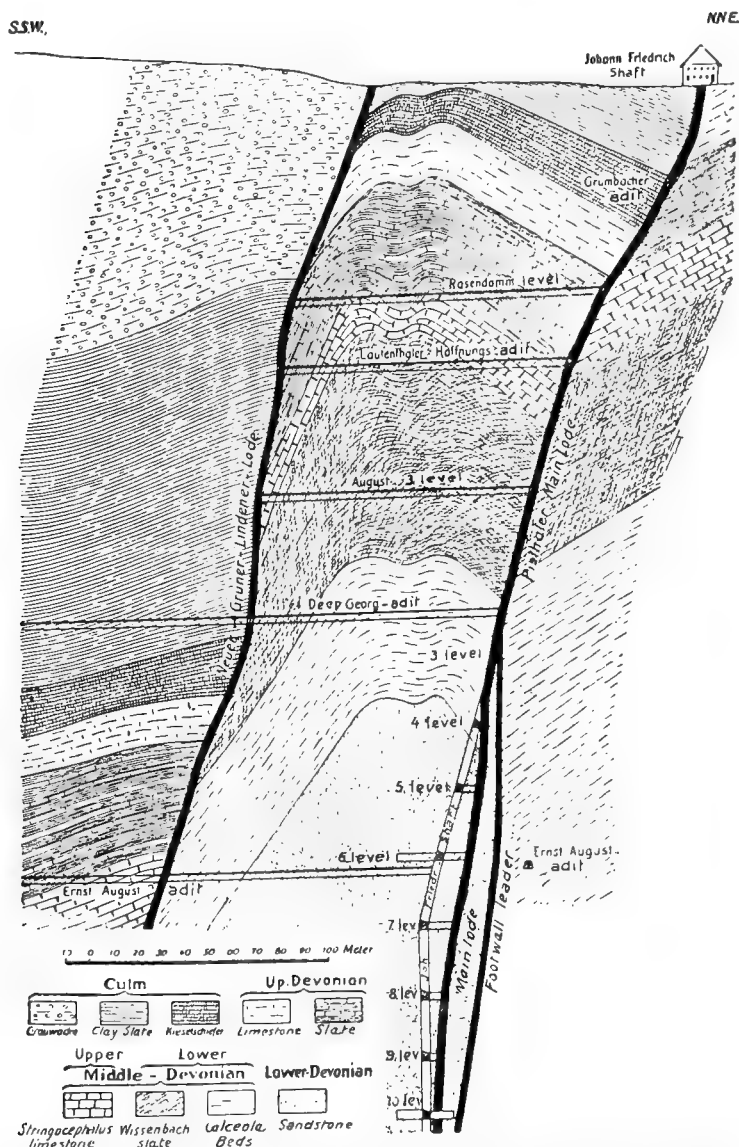 S.S.W.,
NNE.
Johann Friedrich
Shaft
Grumbacher
adit
Rosendamm level
Lautenthaler-Hoffnungs-adit
August-3 level
Gruner-Lindener-Lode
Main lode
Deep Georg-adit
3 level
4 level
5. level
6 level
Ernst August
adit
Ernst August
adit
Friedr Shaft
Joh
7. lev
Main lode
Footwall leader
8 lev
9. lev
10 lev
10 0 10 20 30 40 50 60 70 80 90 100 Meter
Culm
Up. Devonian
Grauwacke
Clay Slate
Kieselschiefer
Limestone
Slate
Upper
Lower
Middle-Devonian
Lower-Devonian
Stringocephalus
limestone
Wissenbach
slate
Calceola
Beds
Sandstone